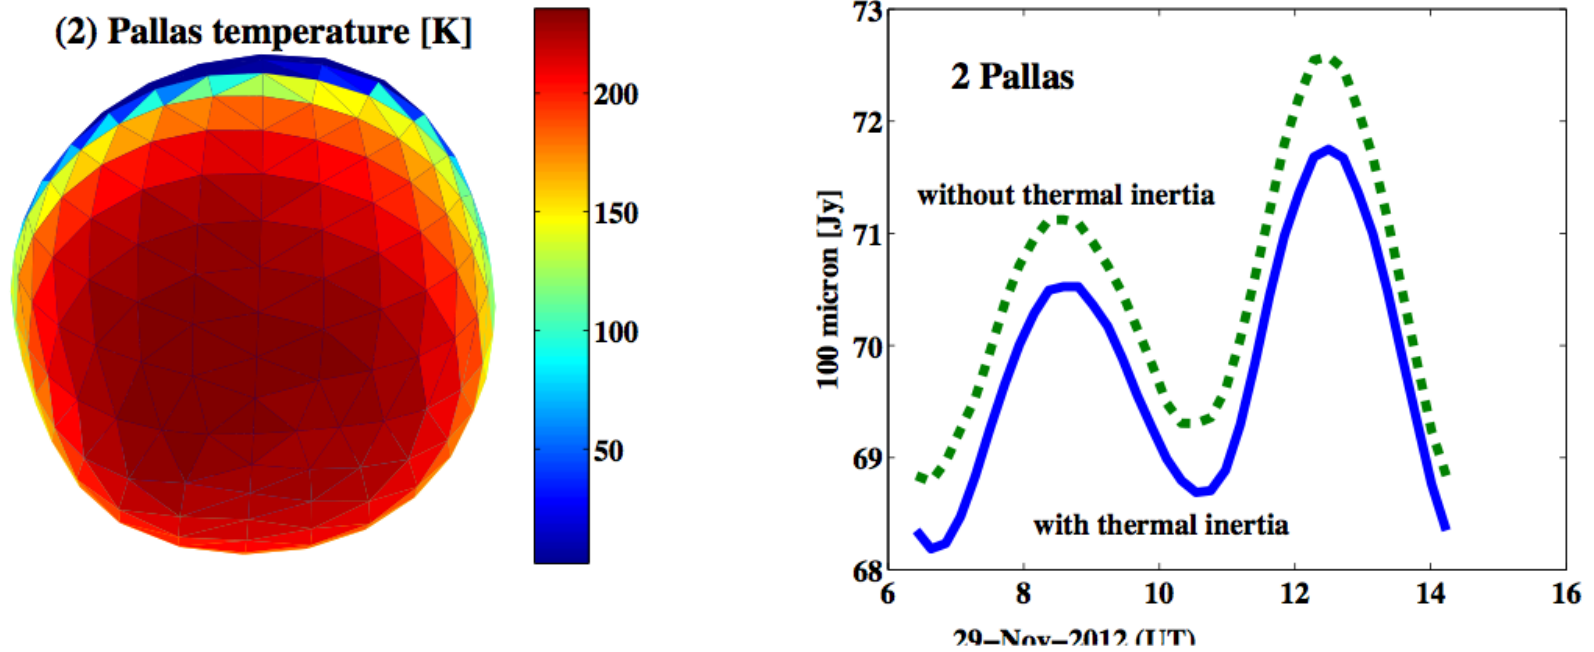 (2) Pallas temperature [K]
200
150
100
50
73
72
71
70
69
68
100 micron [Jy]
2 Pallas
without thermal inertia
with thermal inertia
6 8 10 12 14 16
29-Nov-2012 (UT)